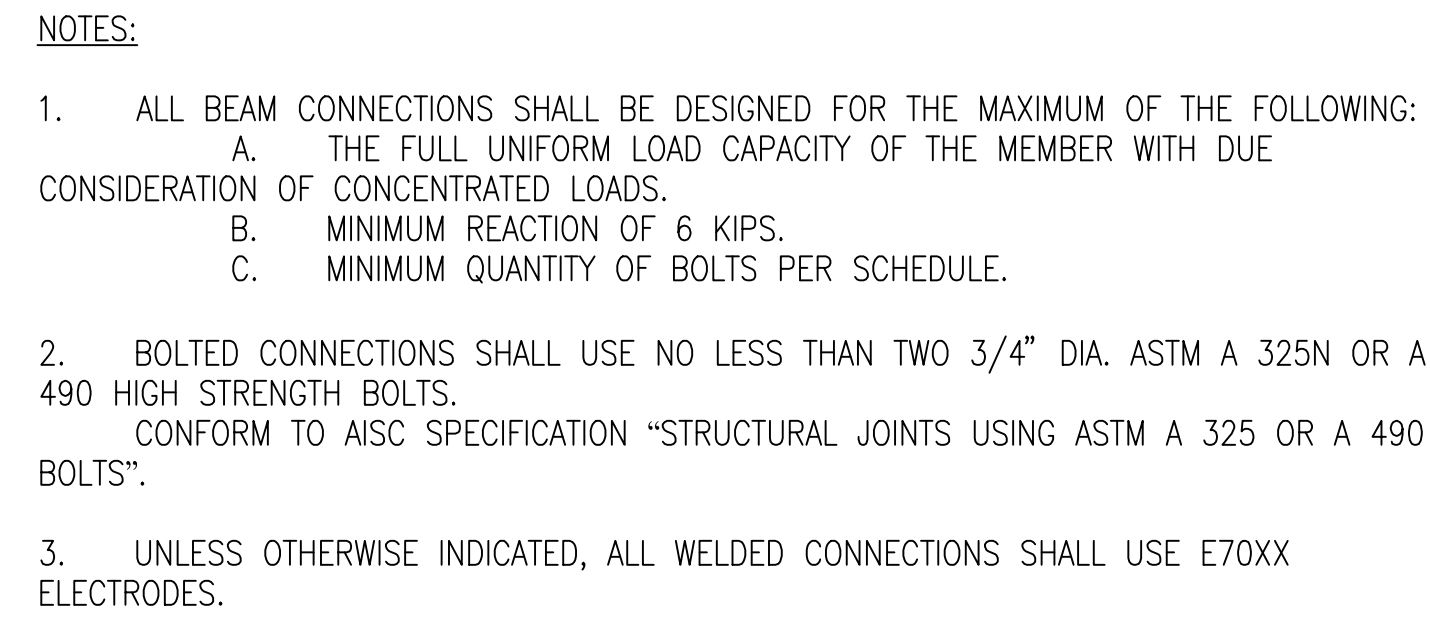 NOTES:
1. ALL BEAM CONNECTIONS SHALL BE DESIGNED FOR THE MAXIMUM OF THE FOLLOWING:
A. THE FULL UNIFORM LOAD CAPACITY OF THE MEMBER WITH DUE
CONSIDERATION OF CONCENTRATED LOADS.
B. MINIMUM REACTION OF 6 KIPS.
C. MINIMUM QUANTITY OF BOLTS PER SCHEDULE.
2. BOLTED CONNECTIONS SHALL USE NO LESS THAN TWO 3/4” DIA. ASTM A 325N OR A
490 HIGH STRENGTH BOLTS.
CONFORM TO AISC SPECIFICATION “STRUCTURAL JOINTS USING ASTM A 325 OR A 490
BOLTS”.
3. UNLESS OTHERWISE INDICATED, ALL WELDED CONNECTIONS SHALL USE E70XX
ELECTRODES.